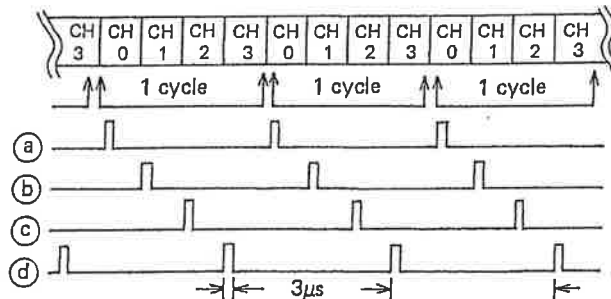 CH CH CH CH CH CH CH CH CH CH CH CH CH
3 0 1 2 3 0 1 2 3 0 1 2 3
1 cycle 1 cycle 1 cycle
a
b
c
d
3μs